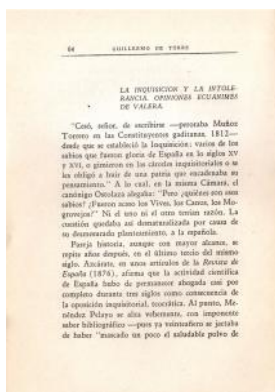 64 GUILLERMO DE TORRE
LA INQUISICION Y LA INTOLE-
RANCIA. OPINIONES ECUANIMES
DE VALERA.
"Cesó, señor, de escribirse —peroraba Muñoz
Torrero en las Constituyentes gaditanas, 1812—
desde que se estableció la Inquisición: varios de los
sabios que fueron gloria de España en lo siglos XV
y XVI, o gimieron en las cárceles inquisitoriales o se
les obligó a huir de una patria que encadenaba su
pensamiento." A lo cual, en la misma Cámara, el
canónigo Ostolaza alegaba: "Pero ¿quiénes son esos
sabios? ¿Fueron acaso los Vives, los Canos, los Mo-
grovejos?" Ni el uno ni el otro tenían razón. La
cuestión quedaba así desnaturalizada por causa de
su desmesurado planteamiento, a la española.
Pareja historia, aunque con mayor alcance, se
repite años después, en el último tercio del mismo
siglo. Azcárate, en unos artículos de la Revista de
España (1876), afirma que la actividad científica
de España hubo de permanecer ahogada casi por
completo durante tres siglos como consecuencia de
la oposición inquisitorial, teocrática. Al punto, Me-
néndez Pelayo se alza vehemente, con imponente
saber bibliográfico —pues ya veinteañero se jactaba
de haber "mascado un poco el saludable polvo de